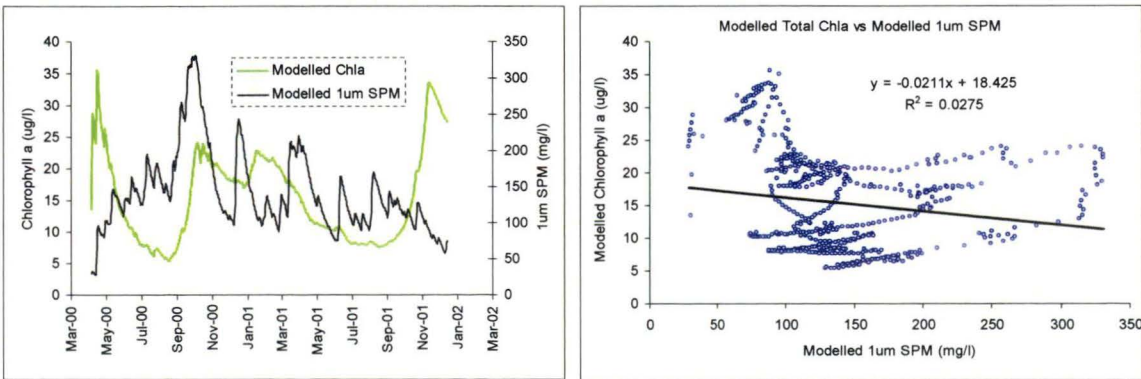 Chlorophyll a (ug/l)
40
35
30
25
20
15
10
5
0
Modelled Chla
Modelled 1um SPM
350
300
250
200
150
100
50
0
1um SPM (mg/l)
Mar-00
May-00
Jul-00
Sep-00
Nov-00
Jan-01
Mar-01
May-01
Jul-01
Sep-01
Nov-01
Jan-02
Mar-02
Modelled Total Chla vs Modelled 1um SPM
Modelled Chlorophyll a (ug/l)
40
35
30
25
20
15
10
5
0
y = -0.0211x + 18.425
R² = 0.0275
0
50
100
150
200
250
300
350
Modelled 1um SPM (mg/l)